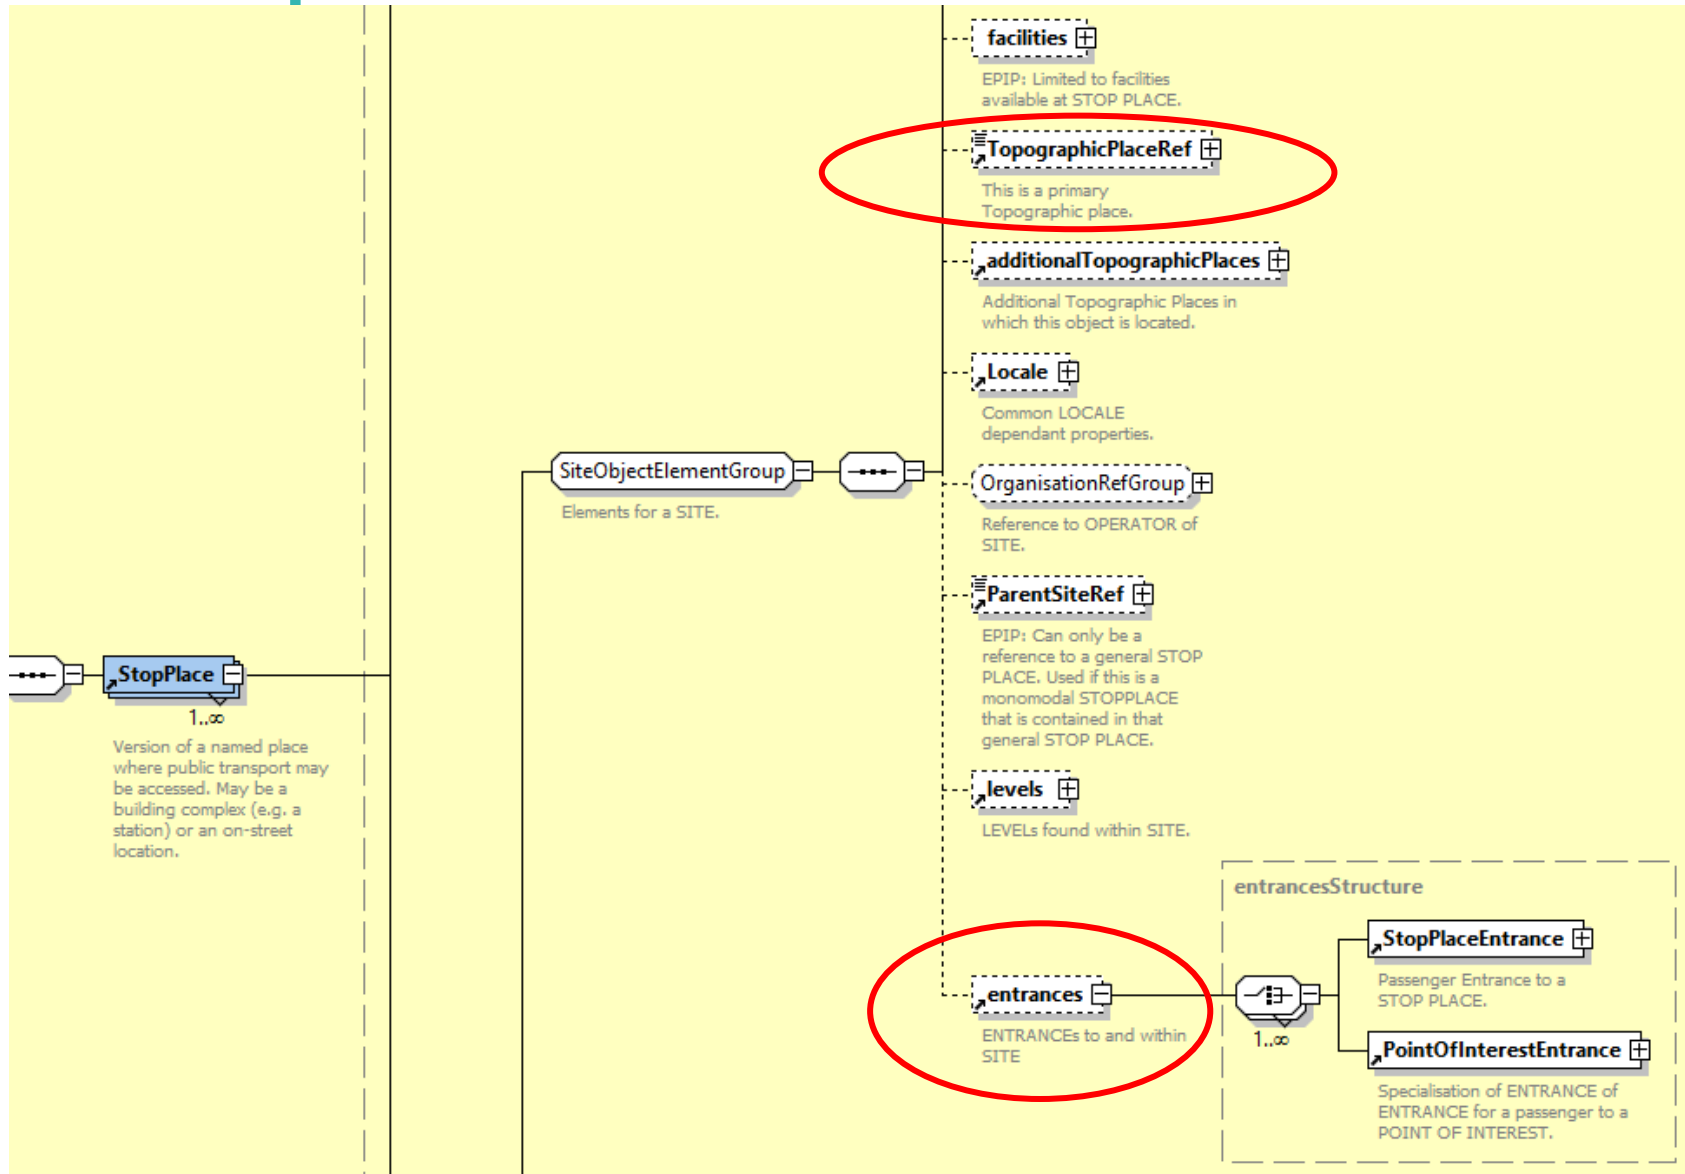 facilities
EPIP: Limited to facilities
available at STOP PLACE.
TopographicPlaceRef
This is a primary
Topographic place.
additionalTopographicPlaces
Additional Topographic Places in
which this object is located.
Locale
Common LOCALE
dependant properties.
SiteObjectElementGroup
Elements for a SITE.
OrganisationRefGroup
Reference to OPERATOR of
SITE.
ParentSiteRef
EPIP: Can only be a
reference to a general STOP
PLACE. Used if this is a
monomodal STOPPLACE
that is contained in that
general STOP PLACE.
StopPlace
1..∞
Version of a named place
where public transport may
be accessed. May be a
building complex (e.g. a
station) or an on-street
location.
levels
LEVELs found within SITE.
entrancesStructure
entrances
ENTRANCEs to and within
SITE
1..∞
StopPlaceEntrance
Passenger Entrance to a
STOP PLACE.
PointOfInterestEntrance
Specialisation of ENTRANCE of
ENTRANCE for a passenger to a
POINT OF INTEREST.